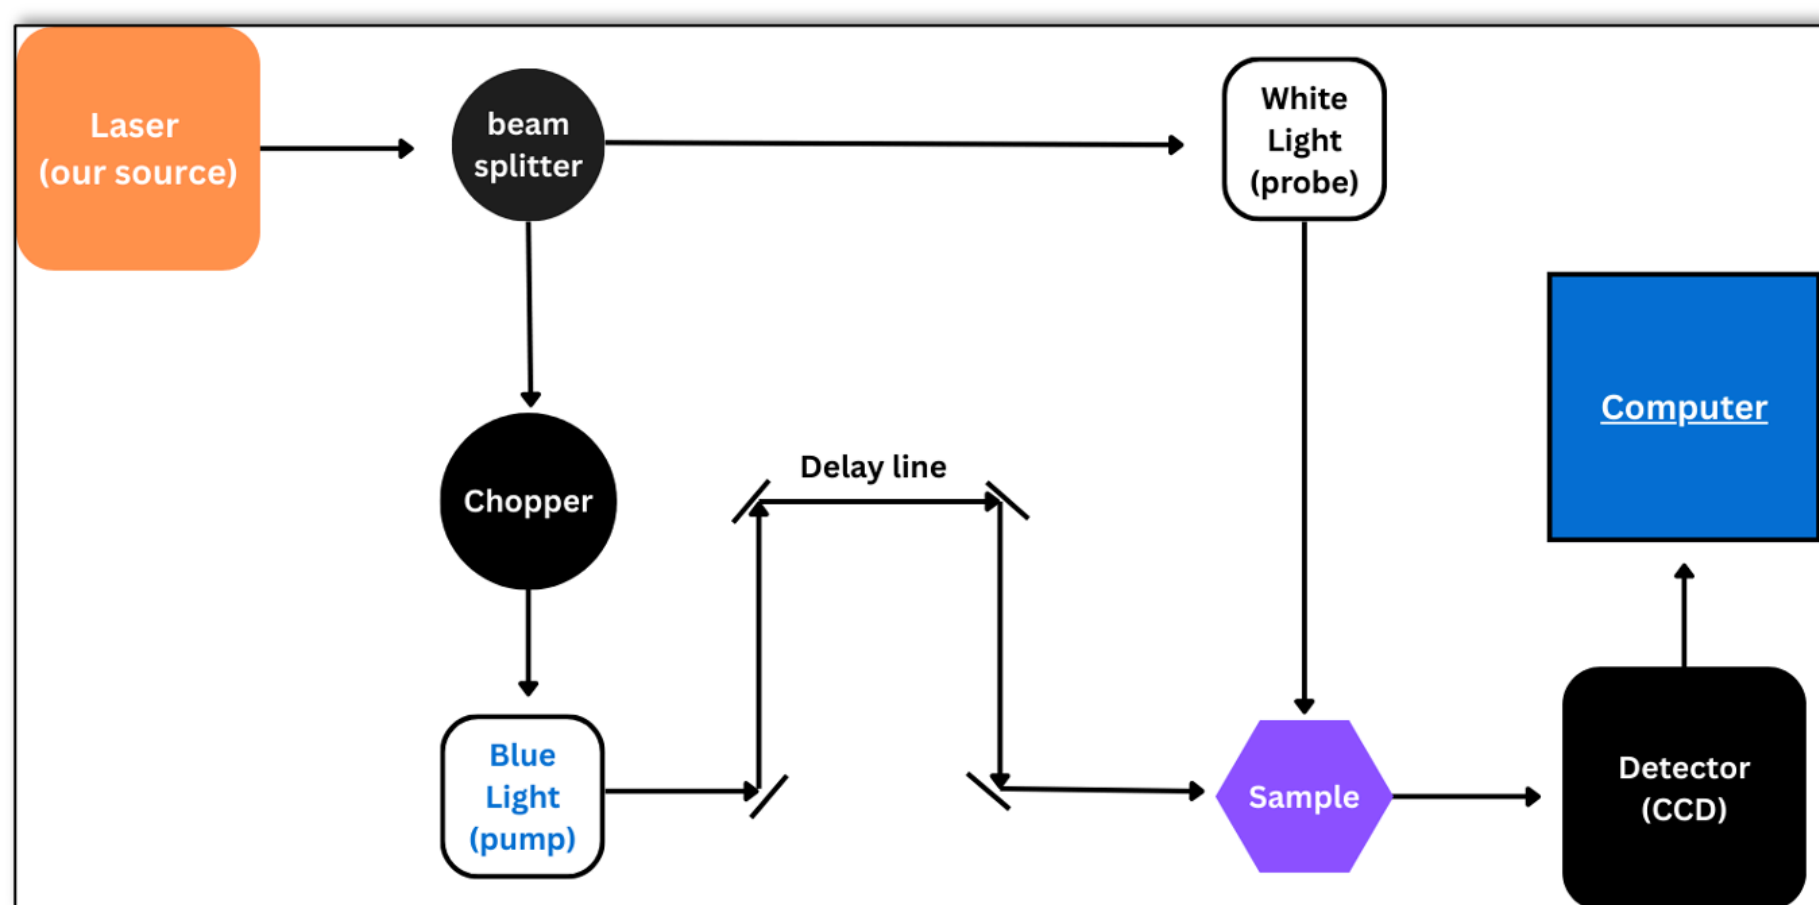 Laser
(our source)
beam
splitter
White
Light
(probe)
Chopper
Delay line
Computer
Blue
Light
(pump)
Sample
Detector
(CCD)